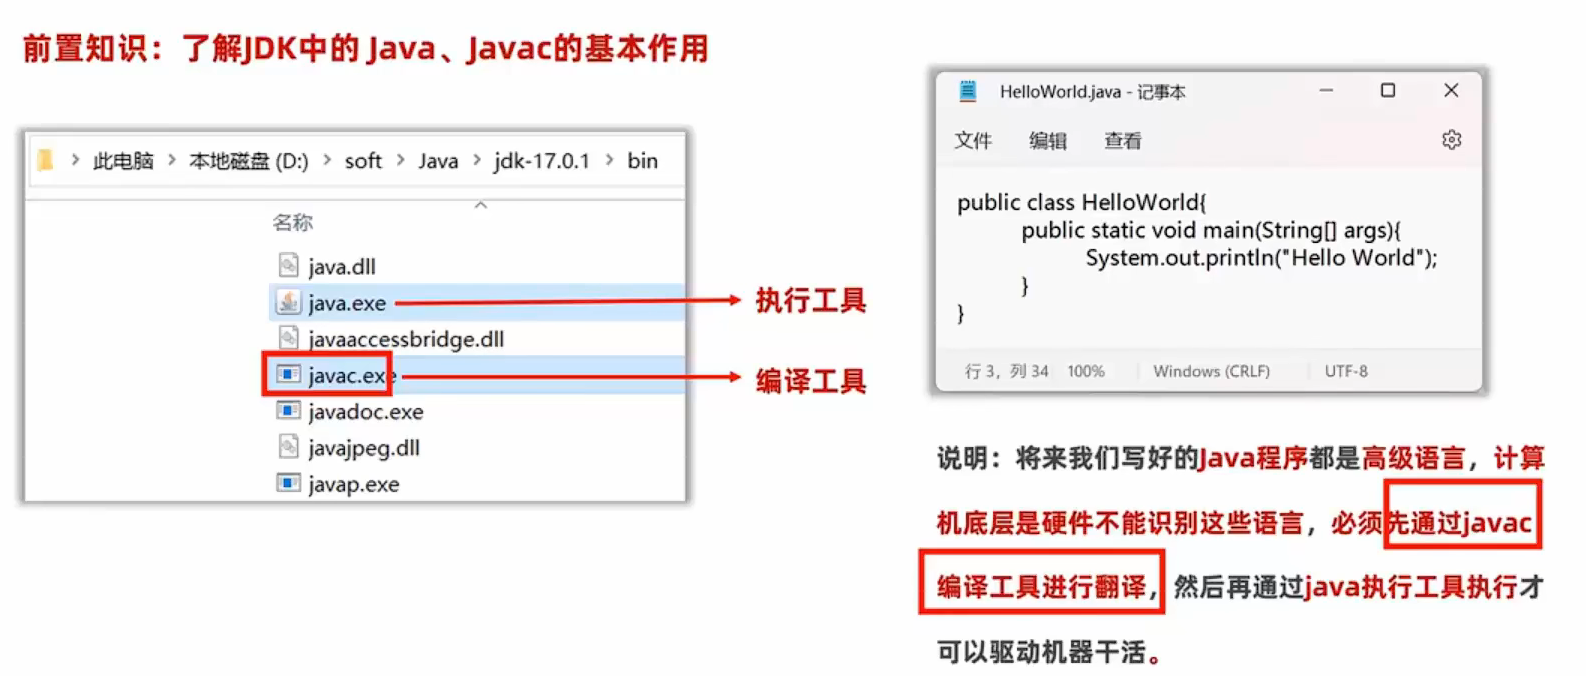 前置知识：了解JDK中的 Java、Javac的基本作用
此电脑 > 本地磁盘 (D:) > soft > Java > jdk-17.0.1 > bin
名称
java.dll
java.exe
执行工具
javaaccessbridge.dll
javac.exe
编译工具
javadoc.exe
javajpeg.dll
javap.exe
HelloWorld.java - 记事本
文件 编辑 查看
public class HelloWorld{
public static void main(String[] args){
System.out.println("Hello World");
}
}
行 3，列 34 100% Windows (CRLF) UTF-8
说明：将来我们写好的Java程序都是高级语言，计算
机底层是硬件不能识别这些语言，必须先通过javac
编译工具进行翻译，然后再通过java执行工具执行才
可以驱动机器干活。